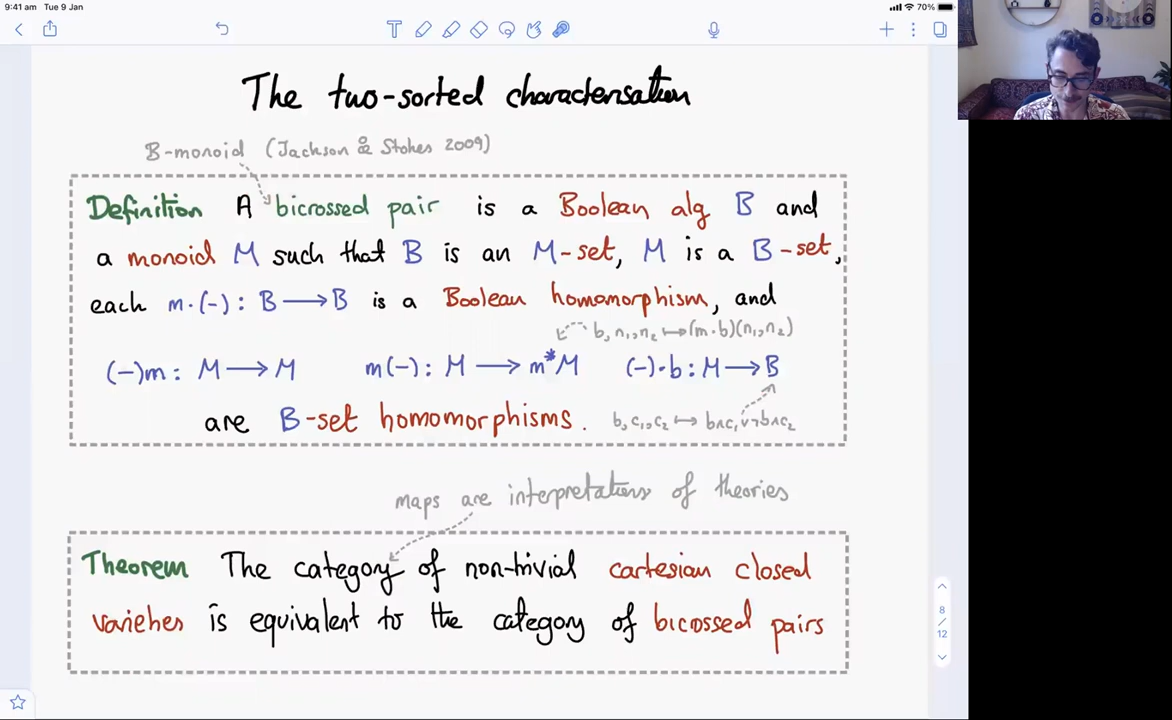 9:41 am Tue 9 Jan
70%
The two-sorted characterisation
B-monoid (Jackson & Stokes 2009)
Definition A bicrossed pair is a Boolean alg B and
a monoid M such that B is an M-set, M is a B-set,
each m·(-): B ⟶ B is a Boolean homomorphism, and
b, n₁, n₂ ↦ (m·b)(n₁, n₂)
(-)m: M ⟶ M m(-): M ⟶ m*M (-)·b: M ⟶ B
are B-set homomorphisms. b, c₁, c₂ ↦ b∧c₁ ∨ ¬b∧c₂
maps are interpretations of theories
Theorem The category of non-trivial cartesian closed
varieties is equivalent to the category of bicrossed pairs
8
/
12